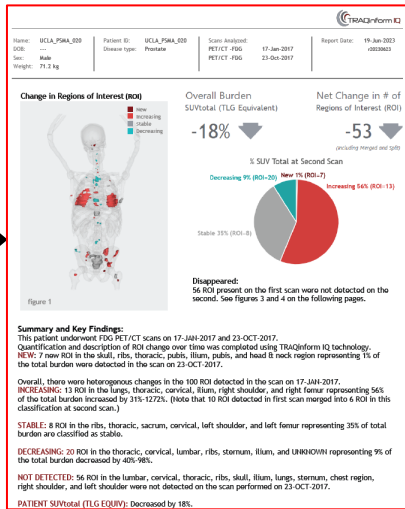 TRAQinform IQ
Name: UCLA_PSMA_020 Patient ID: UCLA_PSMA_020 Scans Analyzed: Report Date: 19-Jun-2023
DOB: --- Disease type: Prostate PET/CT -FDG 17-Jan-2017 r20230623
Sex: Male PET/CT -FDG 23-Oct-2017
Weight: 71.2 kg
Change in Regions of Interest (ROI)
New
Increasing
Stable
Decreasing
figure 1
Overall Burden
SUVtotal (TLG Equivalent)
-18%
Net Change in # of
Regions of Interest (ROI)
-53
(including Merged and Split)
% SUV Total at Second Scan
Decreasing 9% (ROI=20) New 1% (ROI=7)
Increasing 56% (ROI=13)
Stable 35% (ROI=8)
Disappeared:
56 ROI present on the first scan were not detected on the
second. See figures 3 and 4 on the following pages.
Summary and Key Findings:
This patient underwent FDG PET/CT scans on 17-JAN-2017 and 23-OCT-2017.
Quantification and description of ROI change over time was completed using TRAQinform IQ technology.
NEW: 7 new ROI in the skull, ribs, thoracic, pubis, ilium, pubis, and head & neck region representing 1% of
the total burden were detected in the scan on 23-OCT-2017.
Overall, there were heterogenous changes in the 100 ROI detected in the scan on 17-JAN-2017.
INCREASING: 13 ROI in the lungs, thoracic, cervical, ilium, right shoulder, and right femur representing 56%
of the total burden increased by 31%-1272%. (Note that 10 ROI detected in first scan merged into 6 ROI in this
classification at second scan.)
STABLE: 8 ROI in the ribs, thoracic, sacrum, cervical, left shoulder, and left femur representing 35% of total
burden are classified as stable.
DECREASING: 20 ROI in the thoracic, cervical, lumbar, ribs, sternum, ilium, and UNKNOWN representing 9% of
the total burden decreased by 40%-98%.
NOT DETECTED: 56 ROI in the lumbar, cervical, thoracic, ribs, skull, ilium, lungs, sternum, chest region,
right shoulder, and left shoulder were not detected on the scan performed on 23-OCT-2017.
PATIENT SUVtotal (TLG EQUIV): Decreased by 18%.